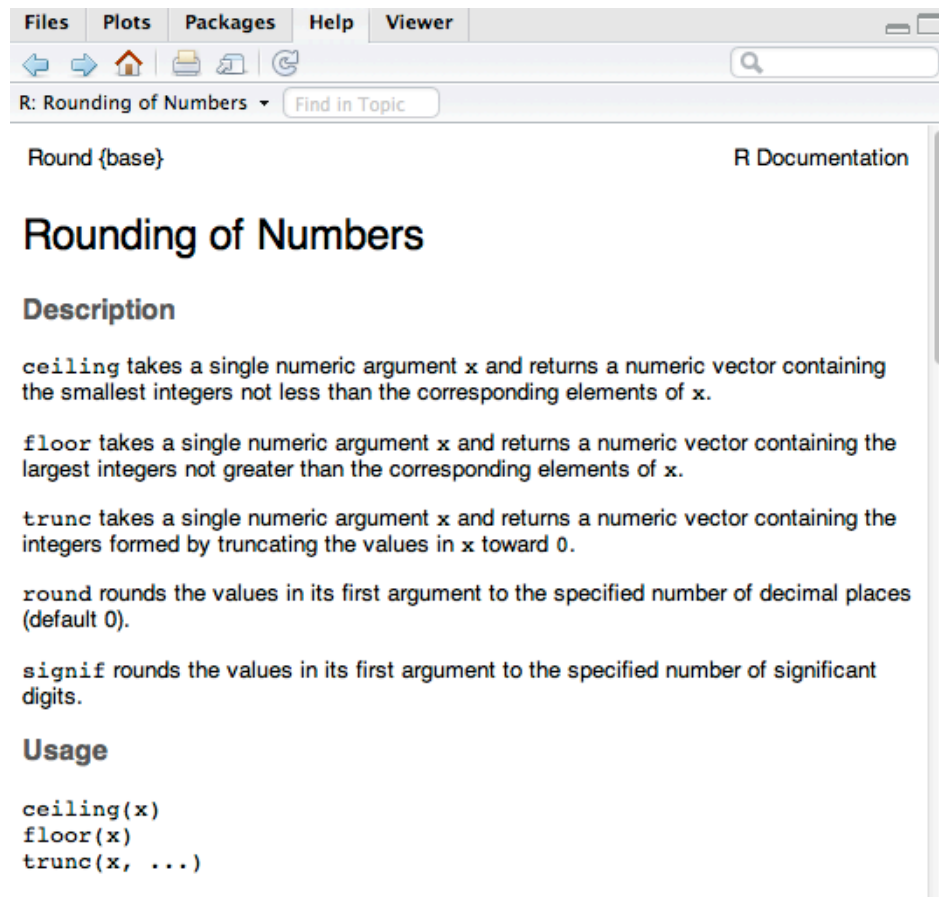 Files Plots Packages Help Viewer
R: Rounding of Numbers Find in Topic
Round {base} R Documentation
Rounding of Numbers
Description
ceiling takes a single numeric argument x and returns a numeric vector containing
the smallest integers not less than the corresponding elements of x.
floor takes a single numeric argument x and returns a numeric vector containing the
largest integers not greater than the corresponding elements of x.
trunc takes a single numeric argument x and returns a numeric vector containing the
integers formed by truncating the values in x toward 0.
round rounds the values in its first argument to the specified number of decimal places
(default 0).
signif rounds the values in its first argument to the specified number of significant
digits.
Usage
ceiling(x)
floor(x)
trunc(x, ...)